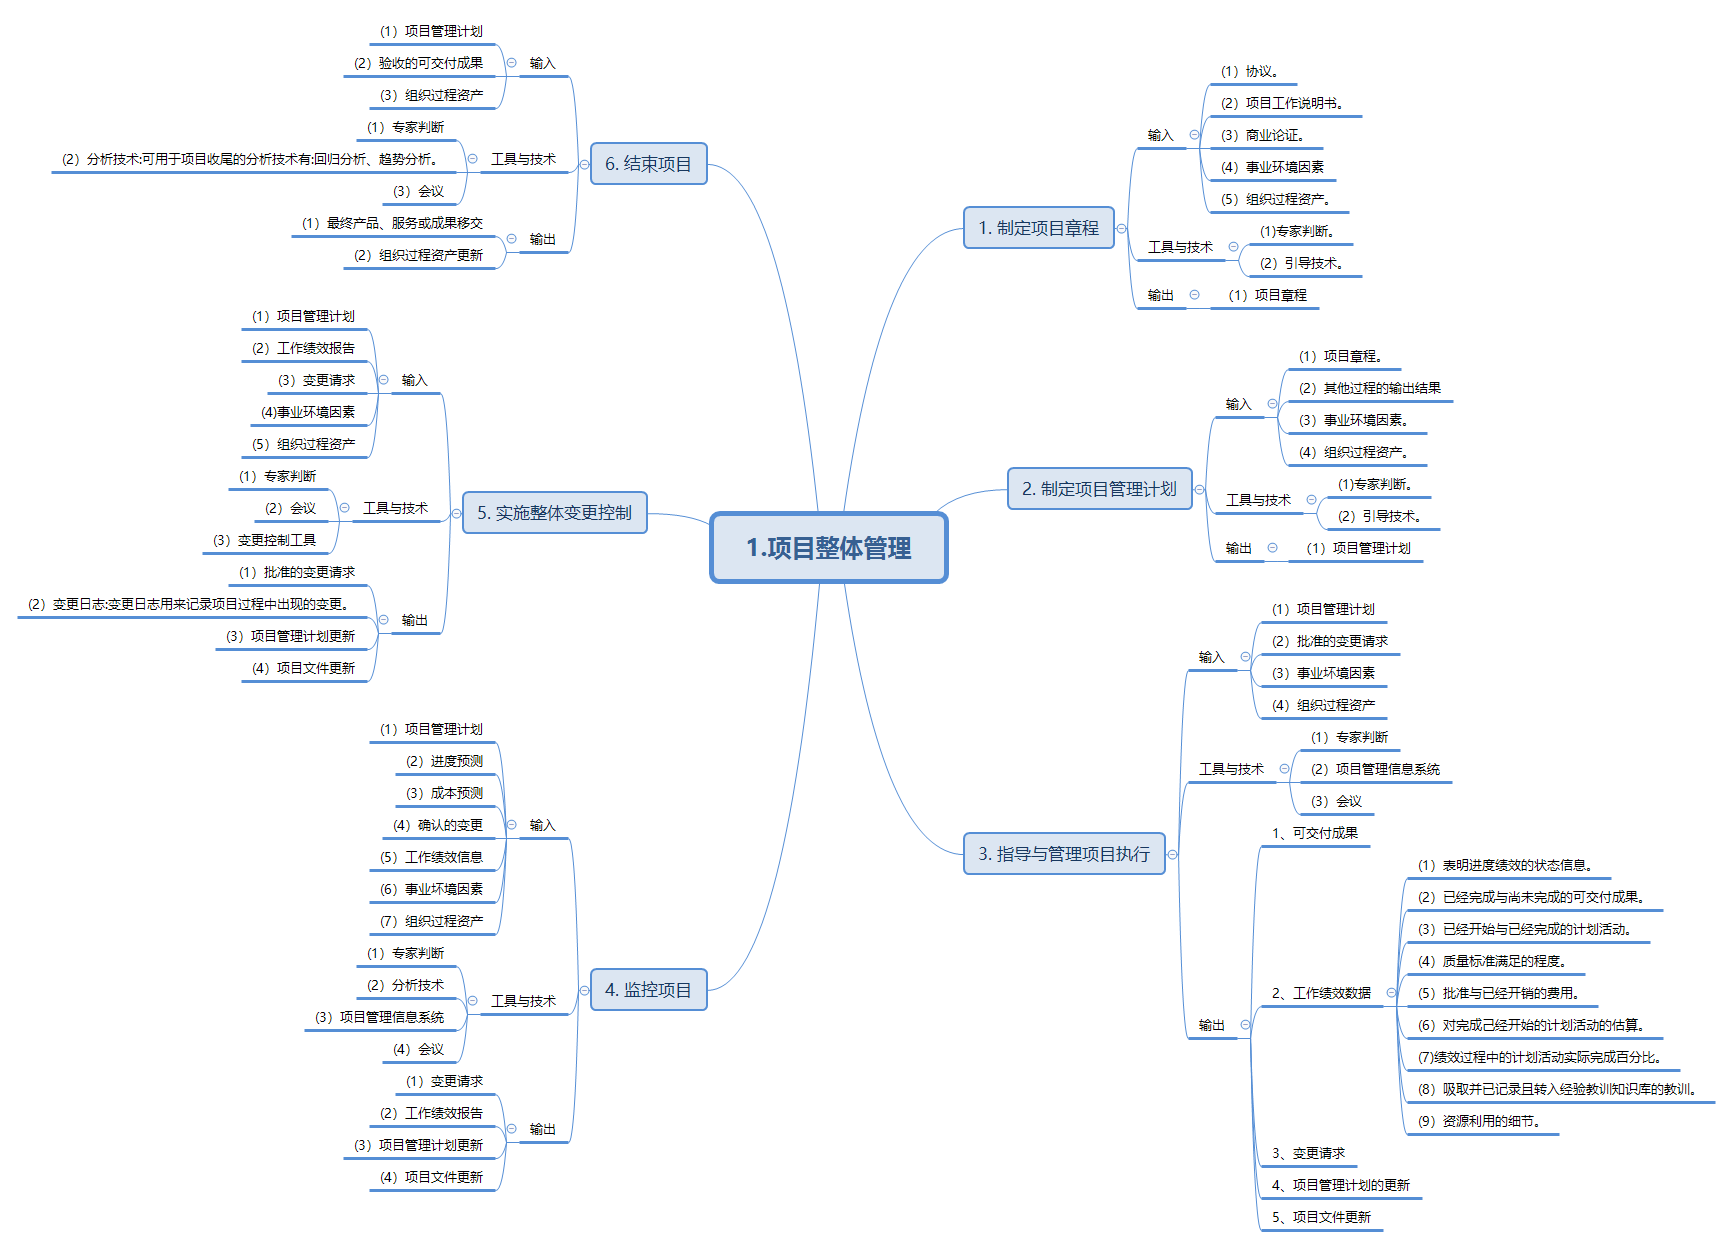 1.项目整体管理
1. 制定项目章程
输入
(1）协议。
(2）项目工作说明书。
(3）商业论证。
(4）事业环境因素
(5）组织过程资产。
工具与技术
(1)专家判断。
(2）引导技术。
输出
(1）项目章程
2. 制定项目管理计划
输入
(1）项目章程。
(2）其他过程的输出结果
(3）事业环境因素。
(4）组织过程资产。
工具与技术
(1)专家判断。
(2）引导技术。
输出
(1）项目管理计划
3. 指导与管理项目执行
输入
(1）项目管理计划
(2）批准的变更请求
(3）事业坏境因素
(4）组织过程资产
工具与技术
(1）专家判断
(2）项目管理信息系统
(3）会议
输出
1、可交付成果
2、工作绩效数据
(1）表明进度绩效的状态信息。
(2）已经完成与尚未完成的可交付成果。
(3）已经开始与已经完成的计划活动。
(4）质量标准满足的程度。
(5）批准与已经开销的费用。
(6）对完成己经开始的计划活动的估算。
(7)绩效过程中的计划活动实际完成百分比。
(8）吸取并已记录且转入经验教训知识库的教训。
(9）资源利用的细节。
3、变更请求
4、项目管理计划的更新
5、项目文件更新
4. 监控项目
输入
(1）项目管理计划
(2）进度预测
(3）成本预测
(4）确认的变更
(5）工作绩效信息
(6）事业坏境因素
(7）组织过程资产
工具与技术
(1）专家判断
(2）分析技术
(3）项目管理信息系统
(4）会议
输出
(1）变更请求
(2）工作绩效报告
(3）项目管理计划更新
(4）项目文件更新
5. 实施整体变更控制
输入
(1）项目管理计划
(2）工作绩效报告
(3）变更请求
(4)事业环境因素
(5）组织过程资产
工具与技术
(1）专家判断
(2）会议
(3）变更控制工具
输出
(1）批准的变更请求
(2）变更日志:变更日志用来记录项目过程中出现的变更。
(3）项目管理计划更新
(4）项目文件更新
6. 结束项目
输入
(1）项目管理计划
(2）验收的可交付成果
(3）组织过程资产
工具与技术
(1）专家判断
(2）分析技术:可用于项目收尾的分析技术有:回归分析、趋势分析。
(3）会议
输出
(1）最终产品、服务或成果移交
(2）组织过程资产更新